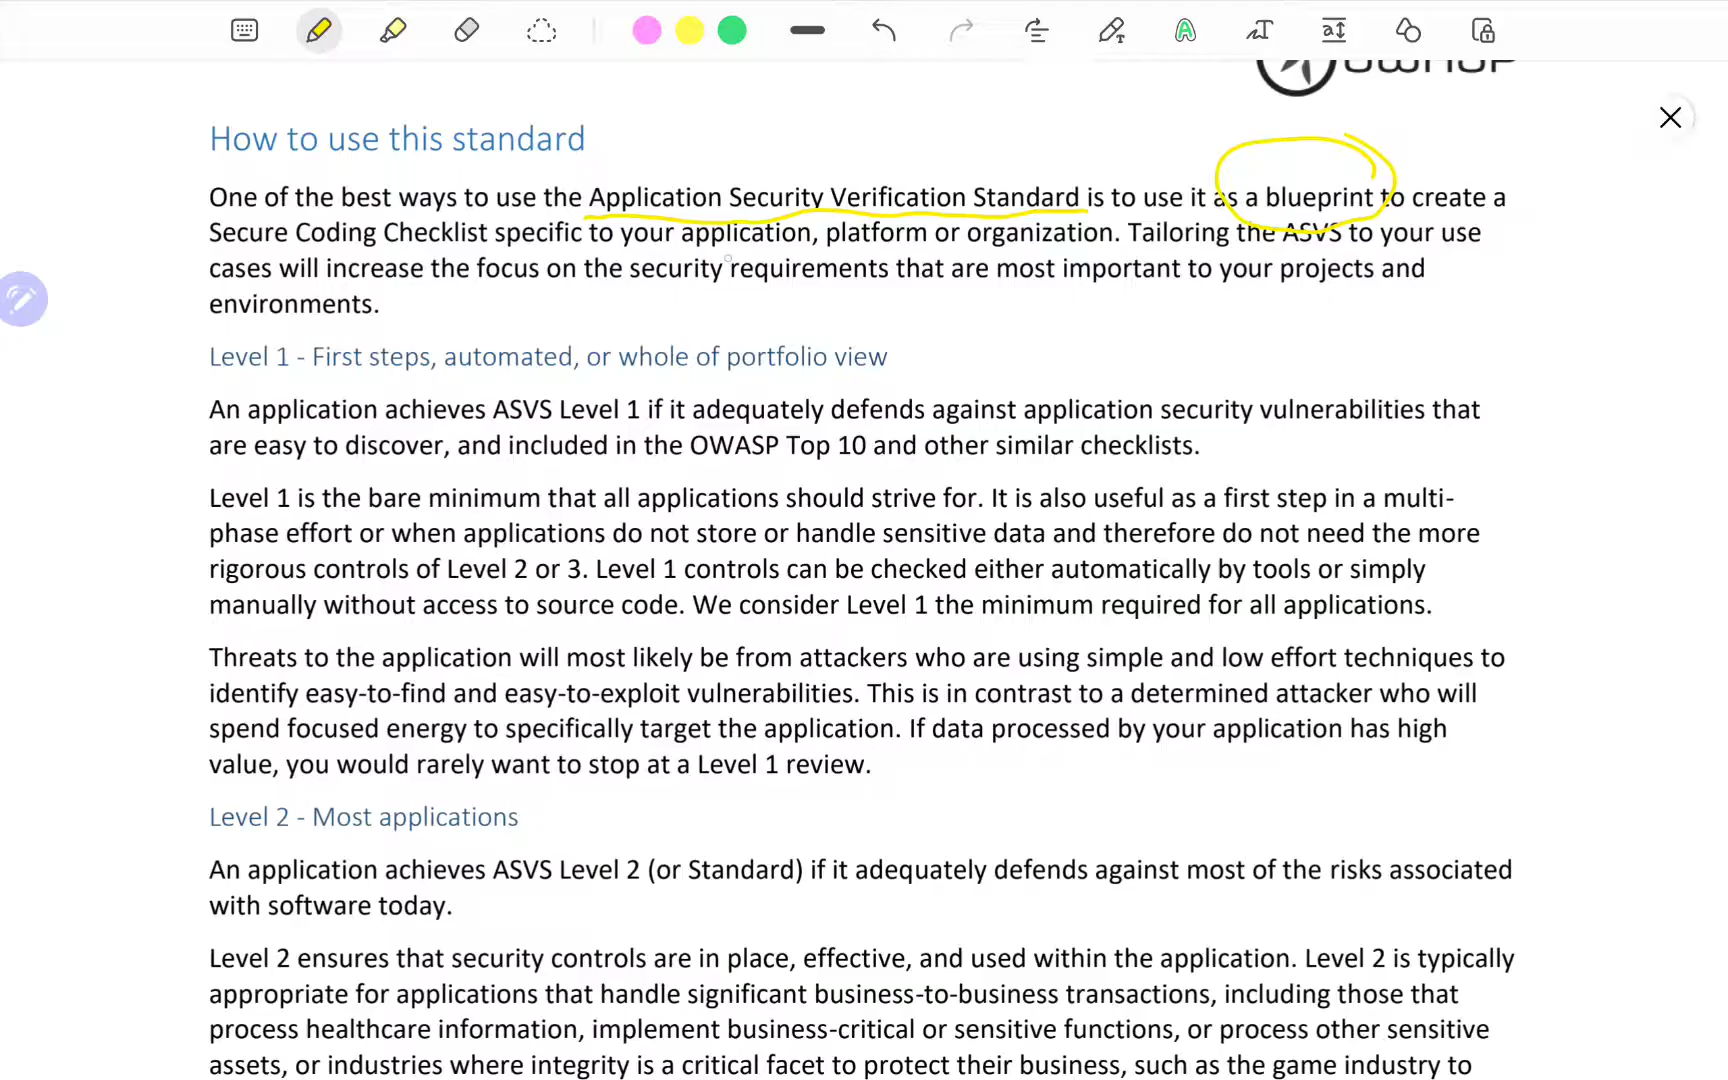 How to use this standard
One of the best ways to use the Application Security Verification Standard is to use it as a blueprint to create a
Secure Coding Checklist specific to your application, platform or organization. Tailoring the ASVS to your use
cases will increase the focus on the security requirements that are most important to your projects and
environments.
Level 1 - First steps, automated, or whole of portfolio view
An application achieves ASVS Level 1 if it adequately defends against application security vulnerabilities that
are easy to discover, and included in the OWASP Top 10 and other similar checklists.
Level 1 is the bare minimum that all applications should strive for. It is also useful as a first step in a multi-
phase effort or when applications do not store or handle sensitive data and therefore do not need the more
rigorous controls of Level 2 or 3. Level 1 controls can be checked either automatically by tools or simply
manually without access to source code. We consider Level 1 the minimum required for all applications.
Threats to the application will most likely be from attackers who are using simple and low effort techniques to
identify easy-to-find and easy-to-exploit vulnerabilities. This is in contrast to a determined attacker who will
spend focused energy to specifically target the application. If data processed by your application has high
value, you would rarely want to stop at a Level 1 review.
Level 2 - Most applications
An application achieves ASVS Level 2 (or Standard) if it adequately defends against most of the risks associated
with software today.
Level 2 ensures that security controls are in place, effective, and used within the application. Level 2 is typically
appropriate for applications that handle significant business-to-business transactions, including those that
process healthcare information, implement business-critical or sensitive functions, or process other sensitive
assets, or industries where integrity is a critical facet to protect their business, such as the game industry to